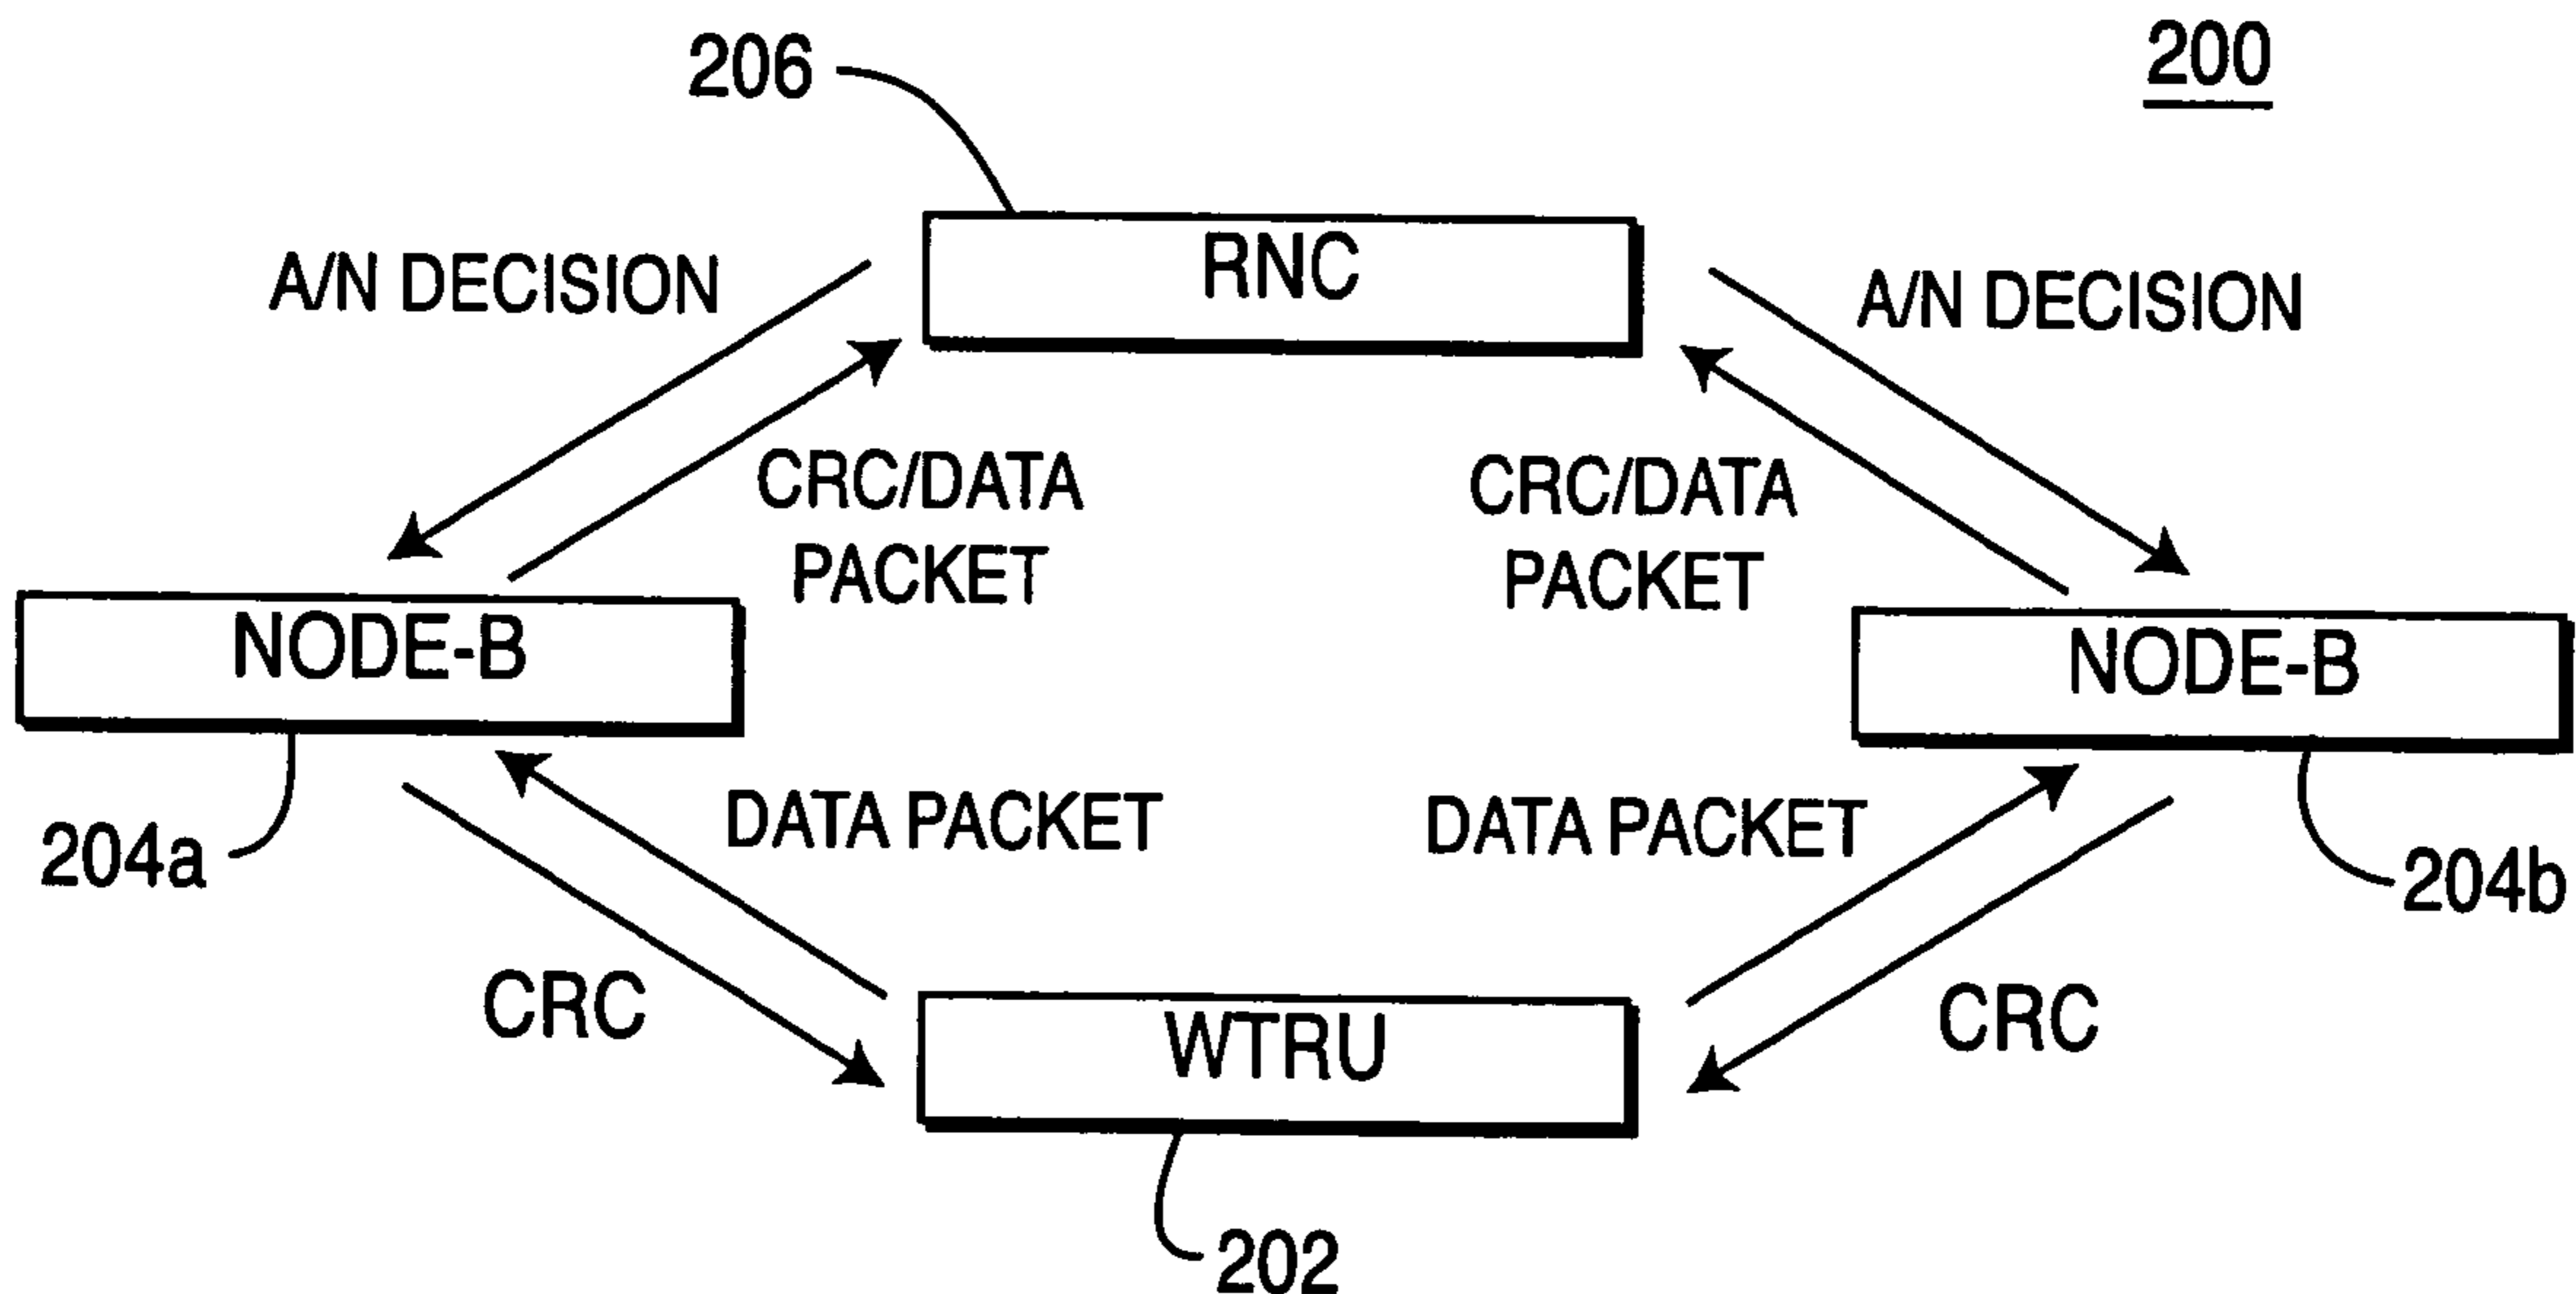 206
200
RNC
A/N DECISION
A/N DECISION
CRC/DATA
PACKET
CRC/DATA
PACKET
NODE-B
NODE-B
DATA PACKET
DATA PACKET
204a
204b
CRC
CRC
WTRU
202